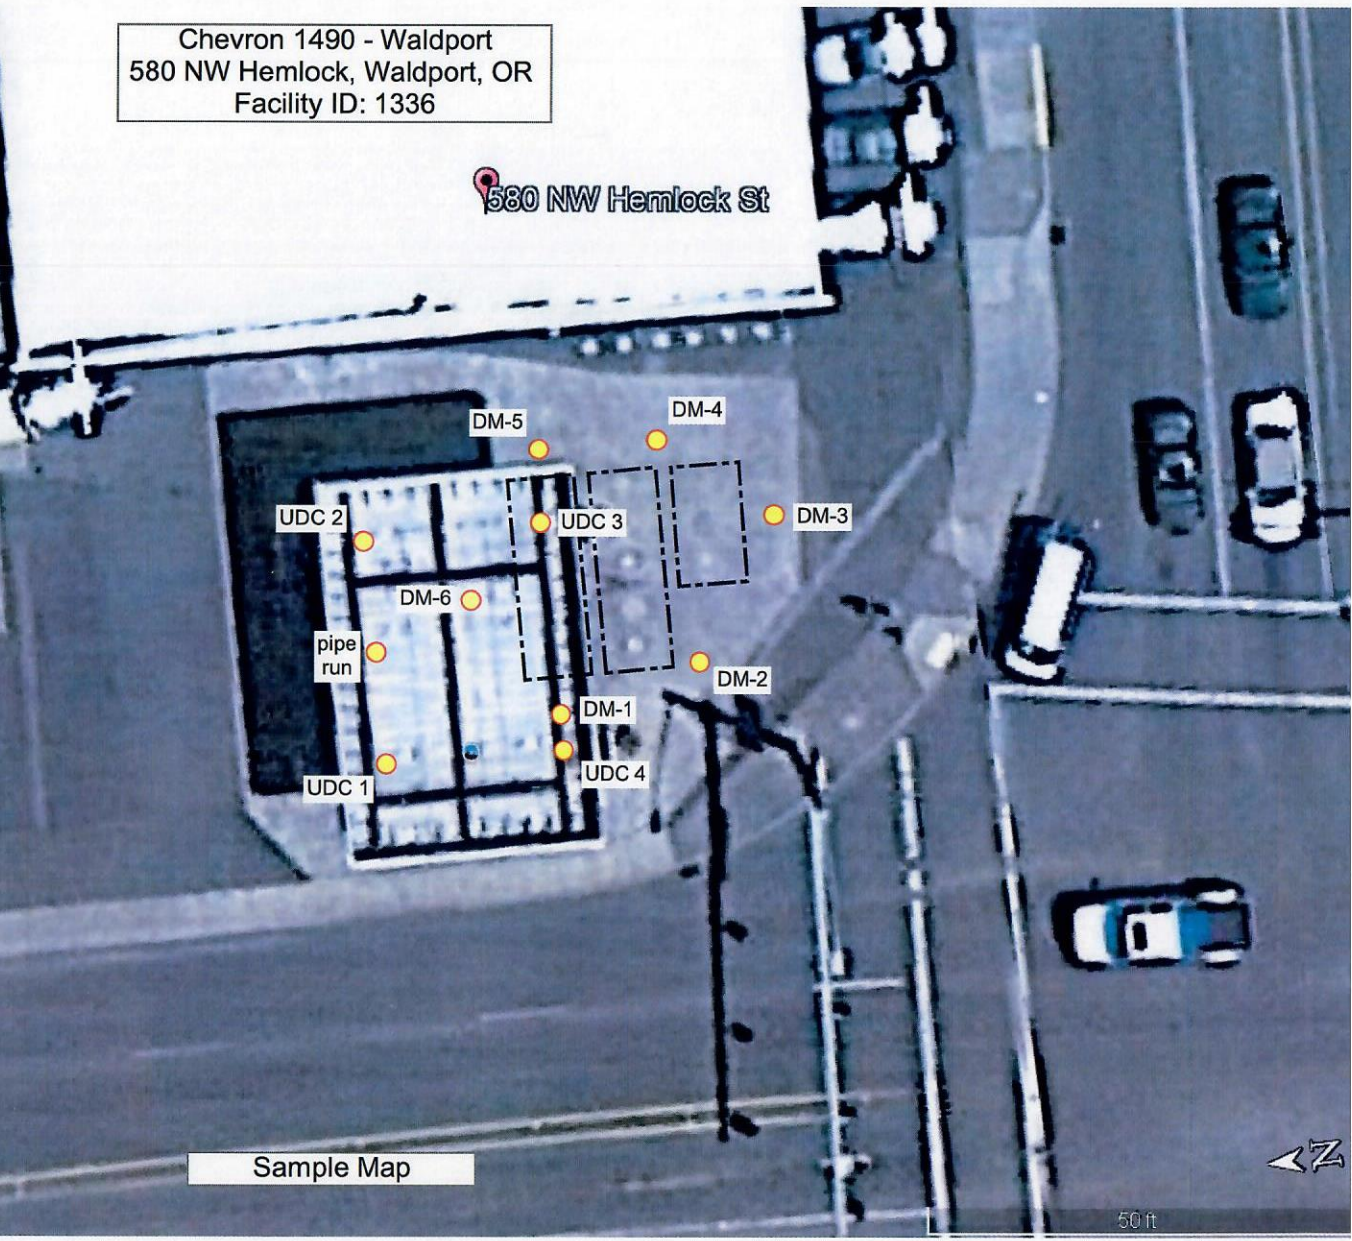 Chevron 1490 - Waldport
580 NW Hemlock, Waldport, OR
Facility ID: 1336
580 NW Hemlock St
DM-4
DM-5
UDC 2
UDC 3
DM-3
DM-6
pipe
run
DM-2
DM-1
UDC 4
UDC 1
Sample Map
N
50 ft